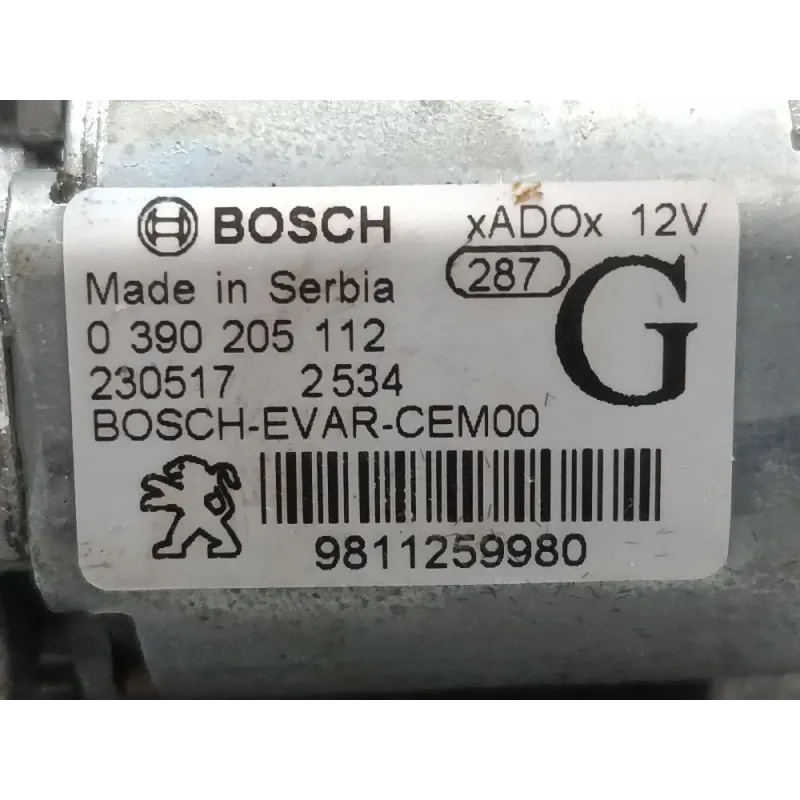 BOSCH xADOx 12V
Made in Serbia 287
0 390 205 112 G
230517 2534
BOSCH-EVAR-CEM00
9811259980